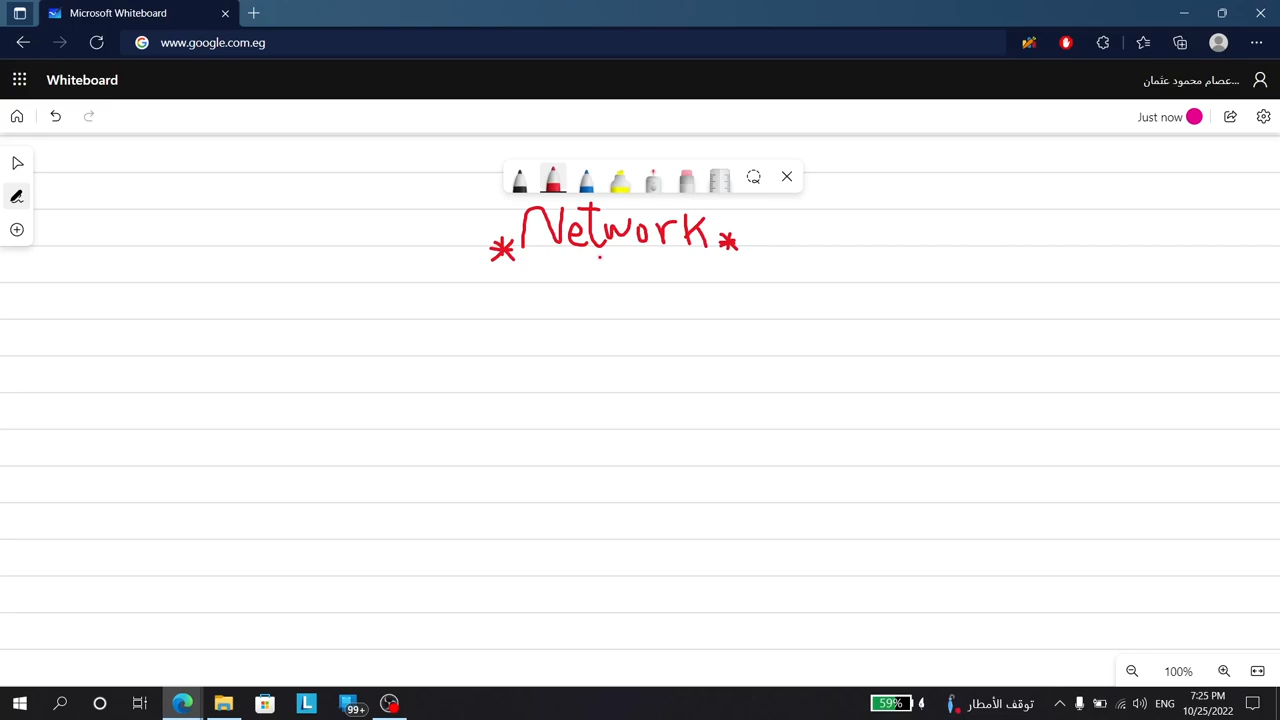 Microsoft Whiteboard
www.google.com.eg
Whiteboard
عصام محمود عثمان...
Just now
*Network*
100%
L
99+
59%
توقف الأمطار
ENG
7:25 PM
10/25/2022